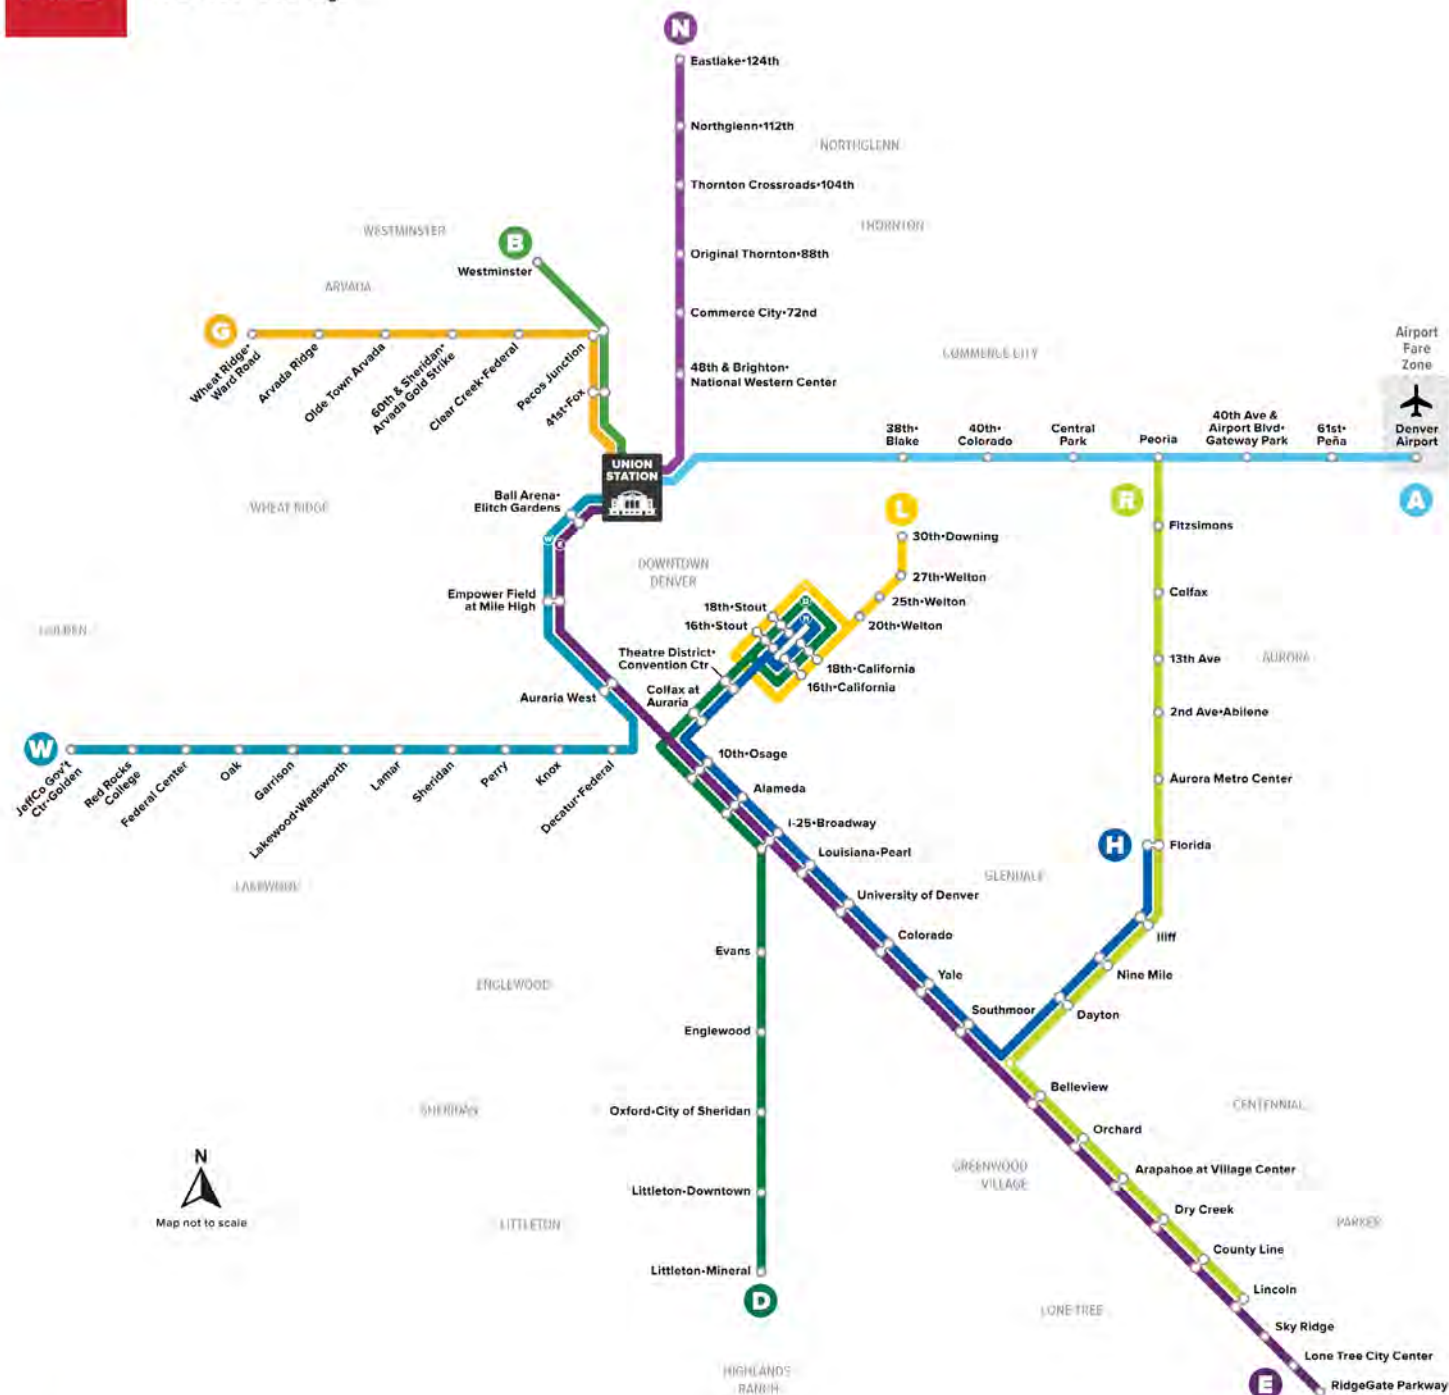 N
Eastlake•124th
Northglenn•112th
NORTHGLENN
Thornton Crossroads•104th
THORNTON
WESTMINSTER
B
Original Thornton•88th
Westminster
ARVADA
Commerce City•72nd
G
COMMERCE CITY
Airport
Fare
Zone
Wheat Ridge•
Ward Road
Arvada Ridge
Olde Town Arvada
60th & Sheridan•
Arvada Gold Strike
Clear Creek•Federal
Pecos Junction
41st•Fox
48th & Brighton•
National Western Center
38th•
Blake
40th•
Colorado
Central
Park
Peoria
40th Ave &
Airport Blvd•
Gateway Park
61st•
Peña
Denver
Airport
UNION
STATION
Ball Arena•
Elitch Gardens
WHEAT RIDGE
L
R
A
30th•Downing
Fitzsimons
W
E
DOWNTOWN
DENVER
27th•Welton
Empower Field
at Mile High
25th•Welton
Colfax
18th•Stout
D
H
16th•Stout
20th•Welton
GOLDEN
Theatre District•
Convention Ctr
18th•California
13th Ave
AURORA
16th•California
Auraria West
Colfax at
Auraria
2nd Ave•Abilene
W
10th•Osage
JeffCo Gov't
Ctr•Golden
Red Rocks
College
Federal Center
Oak
Garrison
Lakewood•Wadsworth
Lamar
Sheridan
Perry
Knox
Decatur•Federal
Aurora Metro Center
Alameda
I-25•Broadway
H
Florida
Louisiana•Pearl
LAKEWOOD
GLENDALE
University of Denver
Colorado
Iliff
Evans
Yale
Nine Mile
ENGLEWOOD
Southmoor
Dayton
Englewood
Belleview
SHERIDAN
Oxford•City of Sheridan
CENTENNIAL
Orchard
N
GREENWOOD
VILLAGE
Arapahoe at Village Center
Littleton•Downtown
Dry Creek
Map not to scale
LITTLETON
PARKER
County Line
Littleton•Mineral
Lincoln
D
LONE TREE
Sky Ridge
Lone Tree City Center
HIGHLANDS
RANCH
E
RidgeGate Parkway